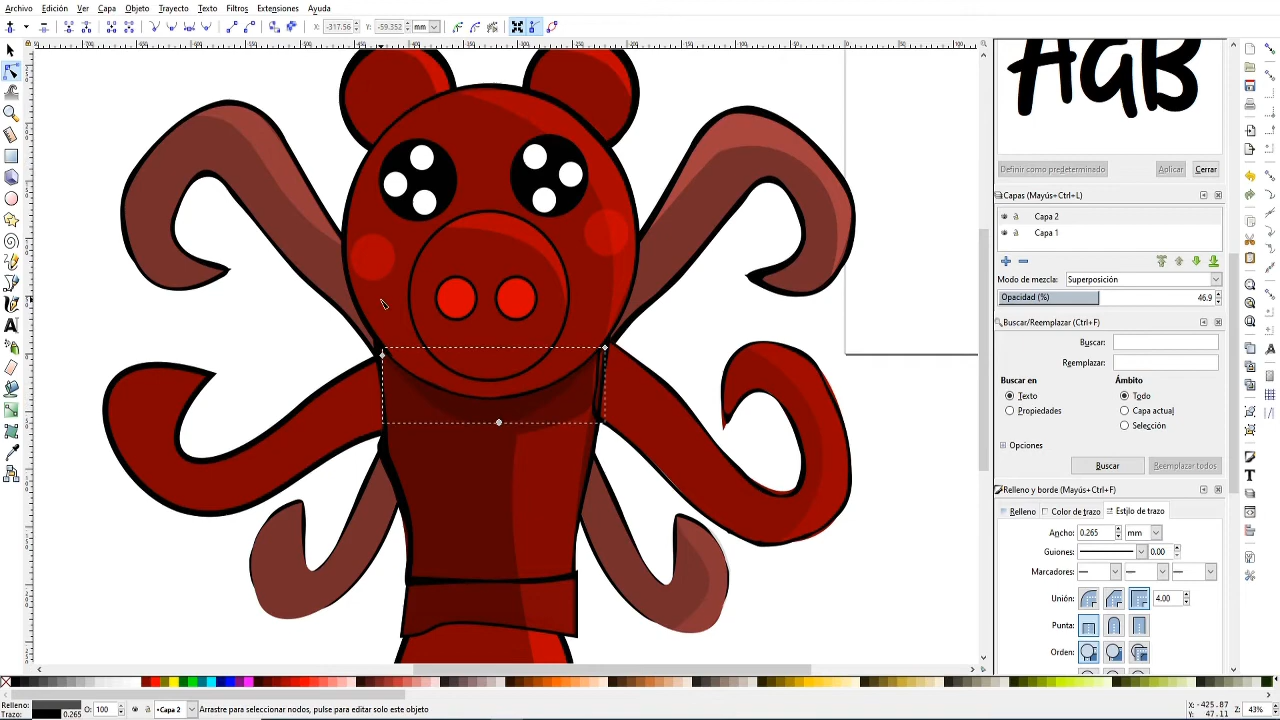 Archivo Edición Ver Capa Objeto Trayecto Texto Filtros Extensiones Ayuda
X: -317.56 Y: -59.352 mm
AGB
Definir como predeterminado Aplicar Cerrar
Capas (Mayús+Ctrl+L)
Capa 2
Capa 1
Modo de mezcla: Superposición
Opacidad (%) 46.9
Buscar/Reemplazar (Ctrl+F)
Buscar:
Reemplazar:
Buscar en Ámbito
Texto Todo
Propiedades Capa actual
Selección
Opciones
Buscar Reemplazar todos
Relleno y borde (Mayús+Ctrl+F)
Relleno Color de trazo Estilo de trazo
Ancho: 0.265 mm
Guiones: 0.00
Marcadores:
Unión: 4.00
Punta:
Orden:
Relleno:
Trazo: 0.265 O: 100 •Capa 2 Arrastre para seleccionar nodos, pulse para editar solo este objeto
X: -425.87
Y: 47.11 Z: 43%